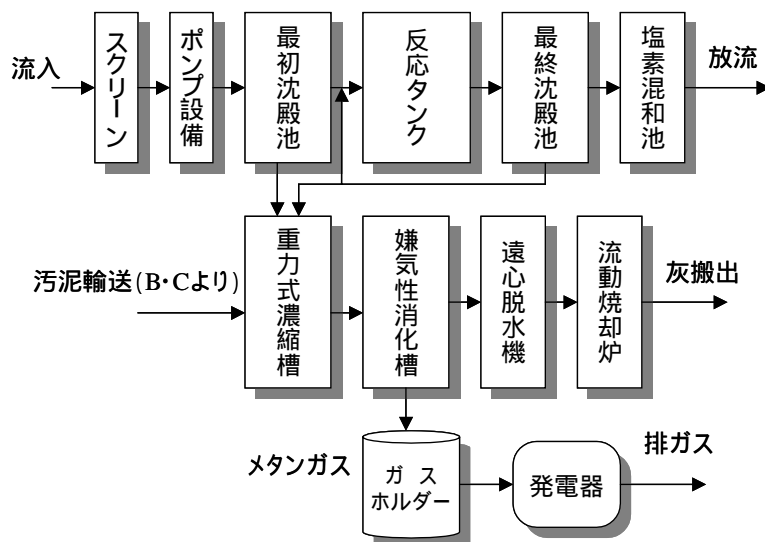 流入
スクリーン
ポンプ設備
最初沈殿池
反応タンク
最終沈殿池
塩素混和池
放流
汚泥輸送(B・Cより)
重力式濃縮槽
嫌気性消化槽
遠心脱水機
流動焼却炉
灰搬出
メタンガス
ガス
ホルダー
発電器
排ガス